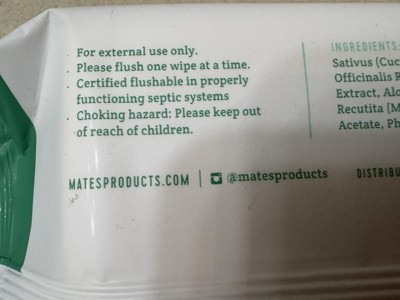 · For external use only.
· Please flush one wipe at a time.
· Certified flushable in properly
functioning septic systems
· Choking hazard: Please keep out
of reach of children.
MATESPRODUCTS.COM | @matesproducts
INGREDIENTS:
Sativus (Cuc
Officinalis R
Extract, Alo
Recutita (M
Acetate, Ph
DISTRIBU